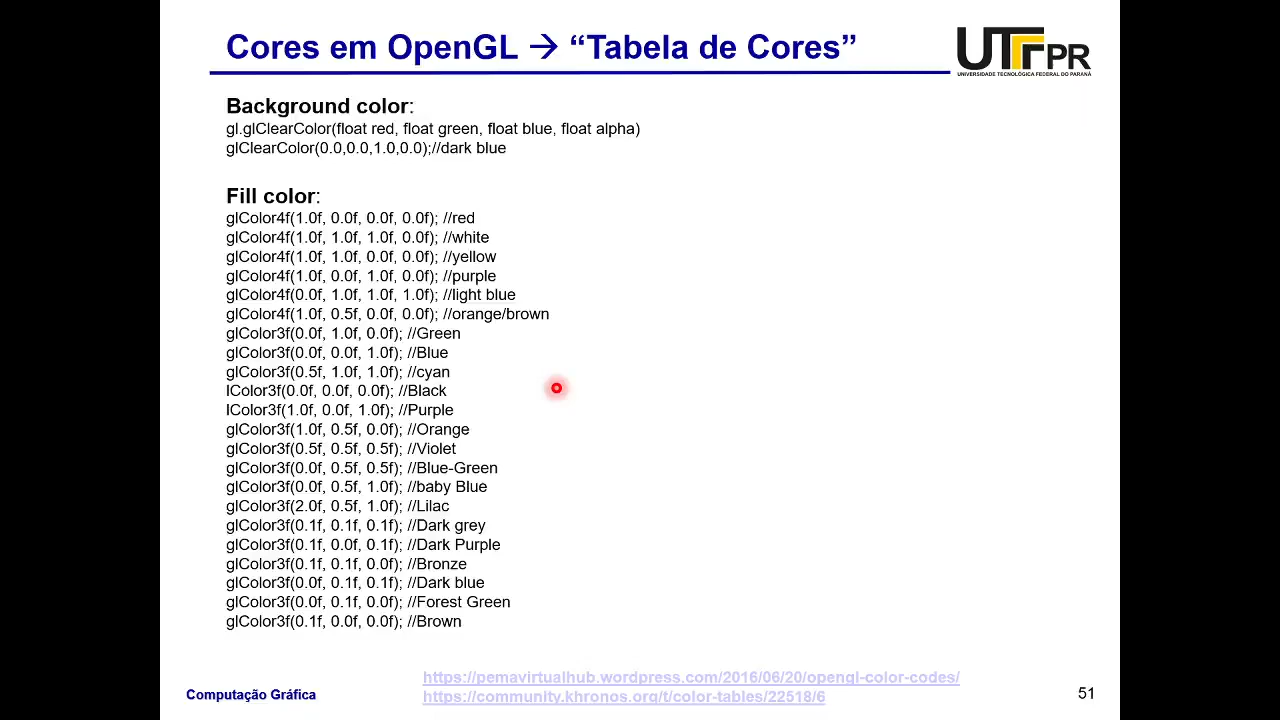 Cores em OpenGL → “Tabela de Cores”
UTFPR
UNIVERSIDADE TECNOLÓGICA FEDERAL DO PARANÁ
Background color:
gl.glClearColor(float red, float green, float blue, float alpha)
glClearColor(0.0,0.0,1.0,0.0);//dark blue
Fill color:
glColor4f(1.0f, 0.0f, 0.0f, 0.0f); //red
glColor4f(1.0f, 1.0f, 1.0f, 0.0f); //white
glColor4f(1.0f, 1.0f, 0.0f, 0.0f); //yellow
glColor4f(1.0f, 0.0f, 1.0f, 0.0f); //purple
glColor4f(0.0f, 1.0f, 1.0f, 1.0f); //light blue
glColor4f(1.0f, 0.5f, 0.0f, 0.0f); //orange/brown
glColor3f(0.0f, 1.0f, 0.0f); //Green
glColor3f(0.0f, 0.0f, 1.0f); //Blue
glColor3f(0.5f, 1.0f, 1.0f); //cyan
lColor3f(0.0f, 0.0f, 0.0f); //Black
lColor3f(1.0f, 0.0f, 1.0f); //Purple
glColor3f(1.0f, 0.5f, 0.0f); //Orange
glColor3f(0.5f, 0.5f, 0.5f); //Violet
glColor3f(0.0f, 0.5f, 0.5f); //Blue-Green
glColor3f(0.0f, 0.5f, 1.0f); //baby Blue
glColor3f(2.0f, 0.5f, 1.0f); //Lilac
glColor3f(0.1f, 0.1f, 0.1f); //Dark grey
glColor3f(0.1f, 0.0f, 0.1f); //Dark Purple
glColor3f(0.1f, 0.1f, 0.0f); //Bronze
glColor3f(0.0f, 0.1f, 0.1f); //Dark blue
glColor3f(0.0f, 0.1f, 0.0f); //Forest Green
glColor3f(0.1f, 0.0f, 0.0f); //Brown
https://pemavirtualhub.wordpress.com/2016/06/20/opengl-color-codes/
https://community.khronos.org/t/color-tables/22518/6
Computação Gráfica
51